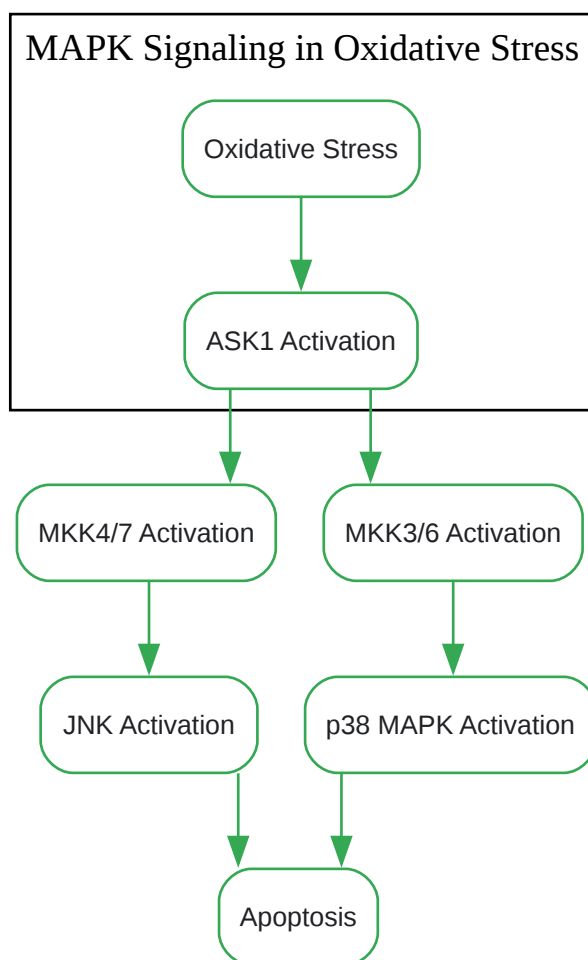 MAPK Signaling in Oxidative Stress
Oxidative Stress
ASK1 Activation
MKK4/7 Activation
MKK3/6 Activation
JNK Activation
p38 MAPK Activation
Apoptosis